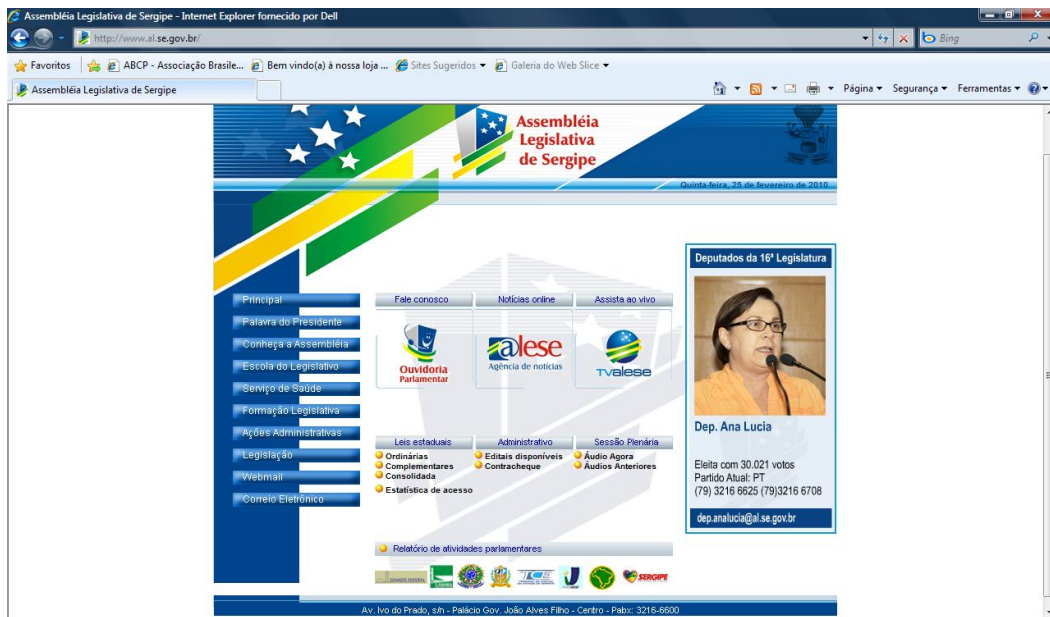 Assembléia Legislativa de Sergipe - Internet Explorer fornecido por Dell
http://www.al.se.gov.br/
Bing
Favoritos
ABCP - Associação Brasile...
Bem vindo(a) à nossa loja ...
Sites Sugeridos
Galeria do Web Slice
Assembléia Legislativa de Sergipe
Página
Segurança
Ferramentas
Assembléia
Legislativa
de Sergipe
Quinta-feira, 25 de fevereiro de 2010
Principal
Palavra do Presidente
Conheça a Assembléia
Escola do Legislativo
Serviço de Saúde
Formação Legislativa
Ações Administrativas
Legislação
Webmail
Correio Eletrônico
Fale conosco
Notícias online
Assista ao vivo
Ouvidoria
Parlamentar
alese
Agência de notícias
TValese
Leis estaduais
Administrativo
Sessão Plenária
Ordinárias
Complementares
Consolidada
Estatística de acesso
Editais disponíveis
Contracheque
Áudio Agora
Áudios Anteriores
Relatório de atividades parlamentares
SENADO FEDERAL
TCE
SERGIPE
Deputados da 16ª Legislatura
Dep. Ana Lucia
Eleita com 30.021 votos
Partido Atual: PT
(79) 3216 6625 (79)3216 6708
dep.analucia@al.se.gov.br
Av. Ivo do Prado, s/n - Palácio Gov. João Alves Filho - Centro - Pabx: 3216-6600